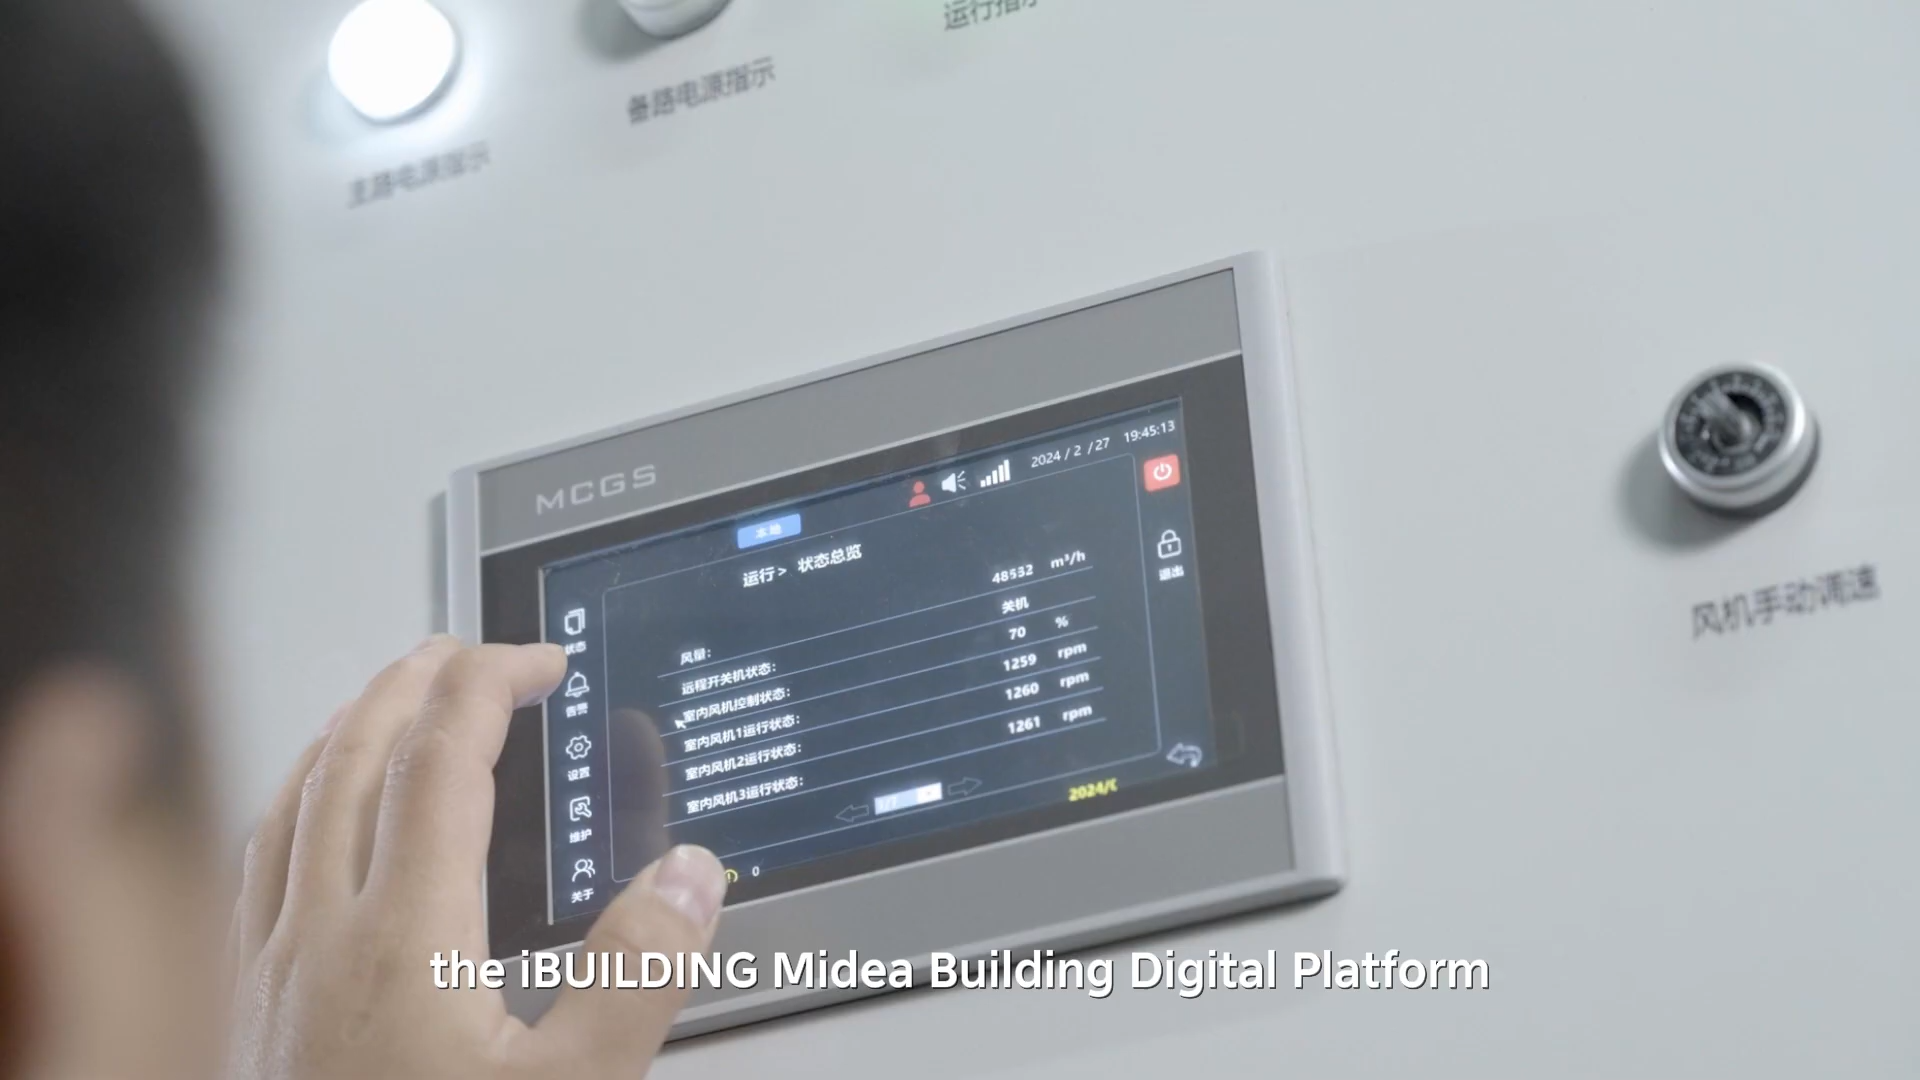 运行指示
备路电源指示
主路电源指示
MCGS
2024 / 2 / 27 19:45:13
本地
运行> 状态总览
风量: 48532 m³/h
远程开关机状态: 关机
室内风机控制状态: 70 %
室内风机1运行状态: 1259 rpm
室内风机2运行状态: 1260 rpm
室内风机3运行状态: 1261 rpm
状态
告警
设置
维护
关于
退出
1/7
2024/0
0
风机手动调速
the iBUILDING Midea Building Digital Platform